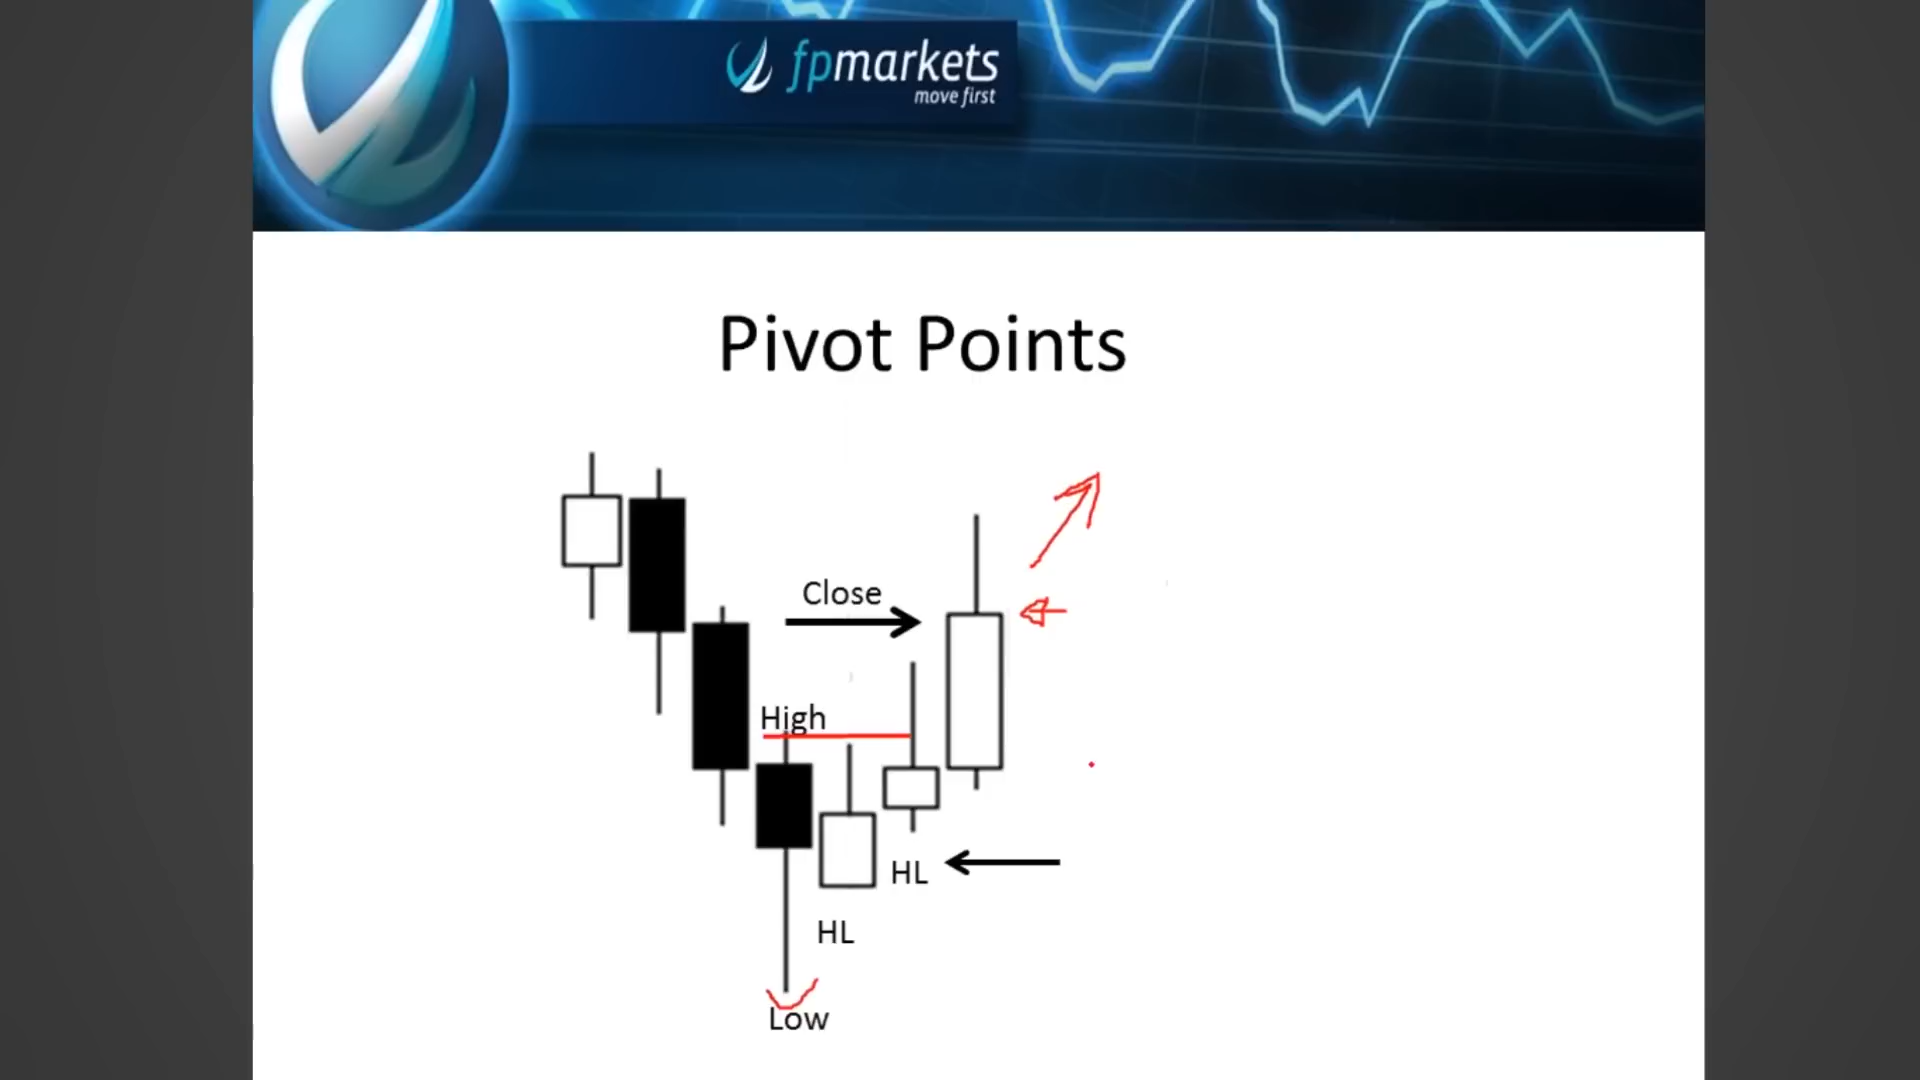 fpmarkets
move first
Pivot Points
Close
High
HL
HL
Low